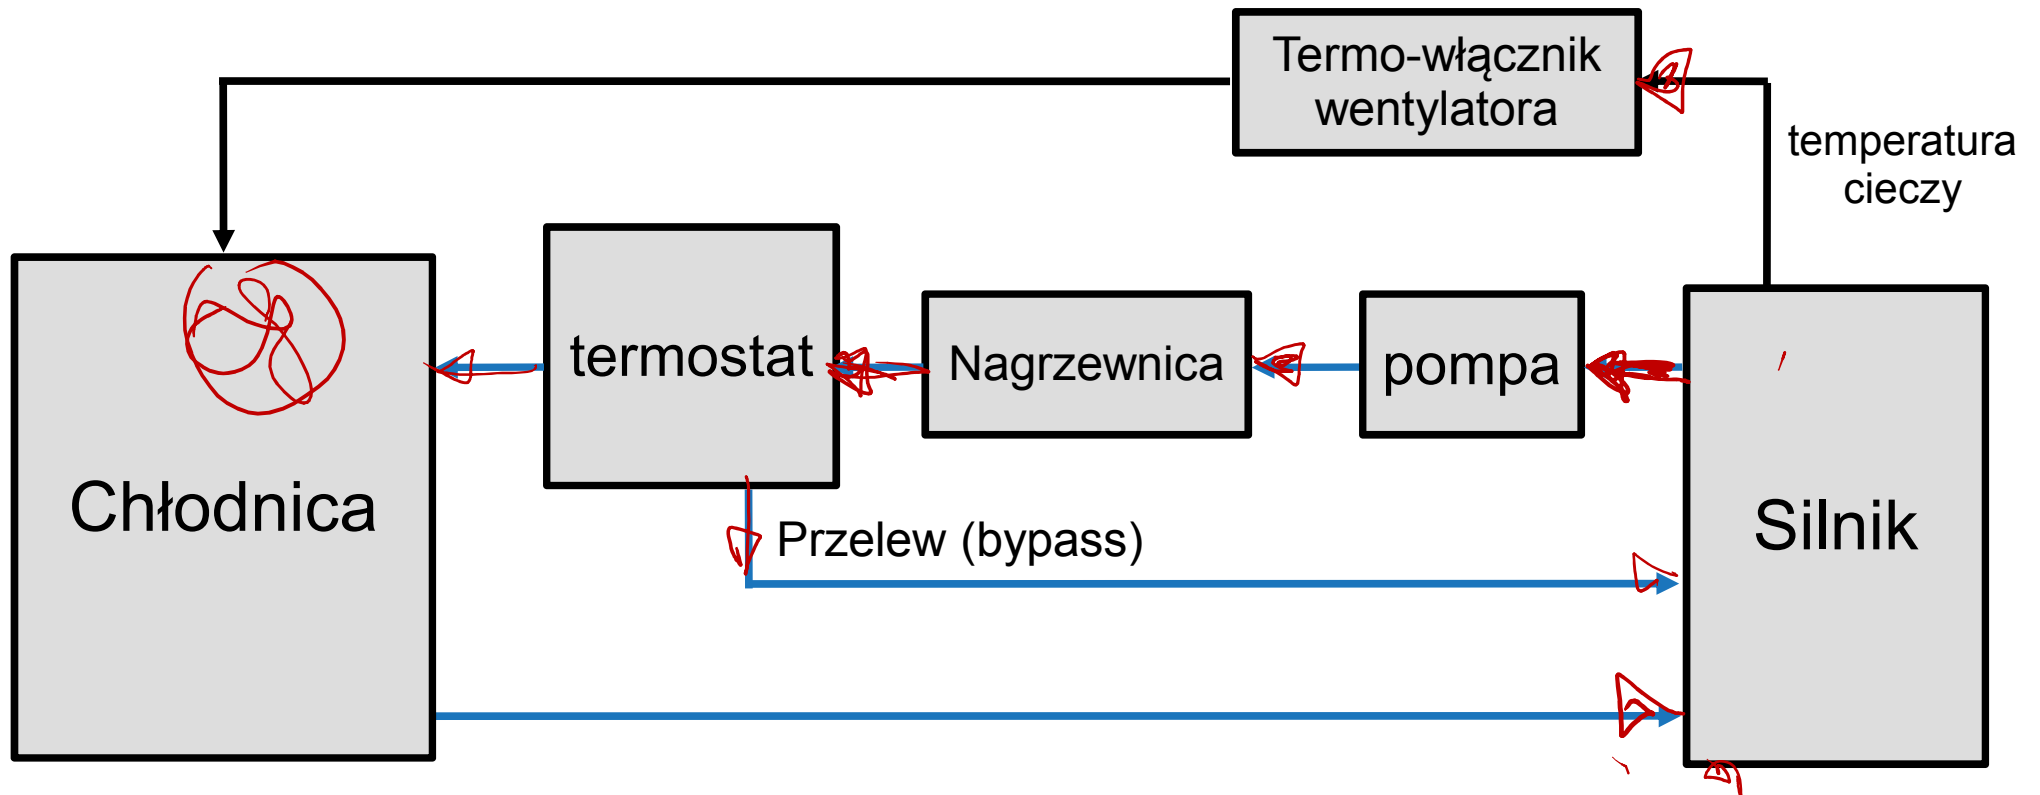 Termo-włącznik
wentylatora
temperatura
cieczy
termostat
Nagrzewnica
pompa
Chłodnica
Przelew (bypass)
Silnik